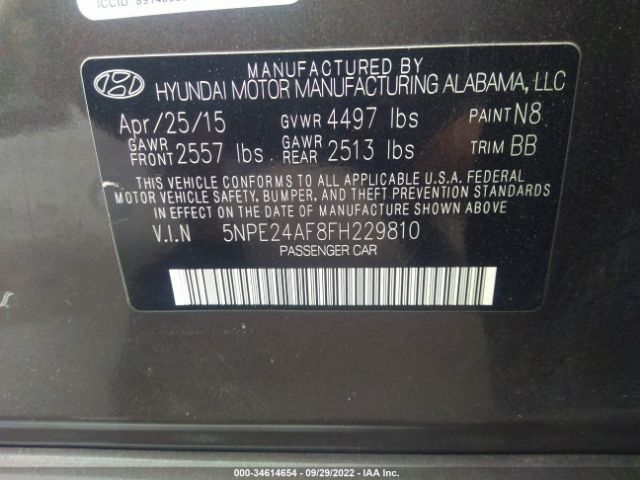 ICCID
MANUFACTURED BY
HYUNDAI MOTOR MANUFACTURING ALABAMA, LLC
Apr/25/15 GVWR 4497 lbs PAINT N8
GAWR FRONT 2557 lbs GAWR REAR 2513 lbs TRIM BB
THIS VEHICLE CONFORMS TO ALL APPLICABLE U.S.A. FEDERAL
MOTOR VEHICLE SAFETY, BUMPER, AND THEFT PREVENTION STANDARDS
IN EFFECT ON THE DATE OF MANUFACTURE SHOWN ABOVE
V.I.N 5NPE24AF8FH229810
PASSENGER CAR
© 2022 - 34614654 - 09/29/2022 - IAA Inc.